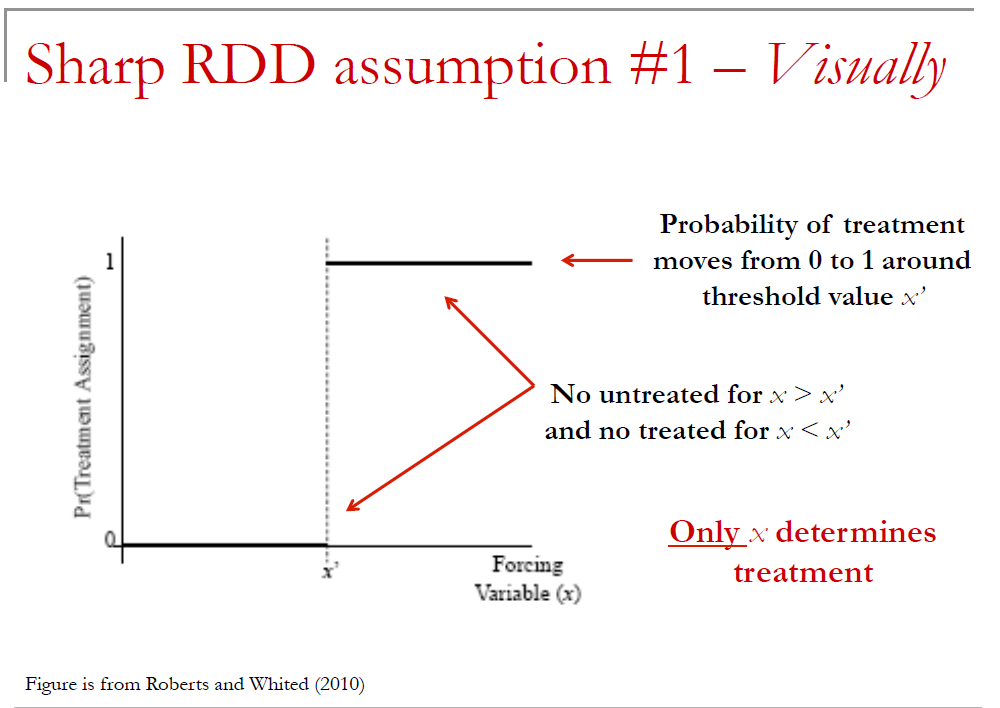 Sharp RDD assumption #1 – Visually
Probability of treatment
moves from 0 to 1 around
threshold value x’
1
Pr(Treatment Assignment)
No untreated for x > x’
and no treated for x < x’
0
x’
Forcing
Variable (x)
Only x determines
treatment
Figure is from Roberts and Whited (2010)